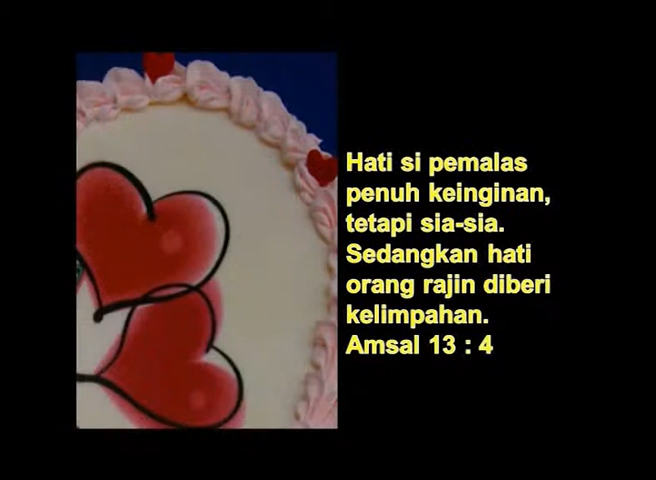 Hati si pemalas
penuh keinginan,
tetapi sia-sia.
Sedangkan hati
orang rajin diberi
kelimpahan.
Amsal 13 : 4